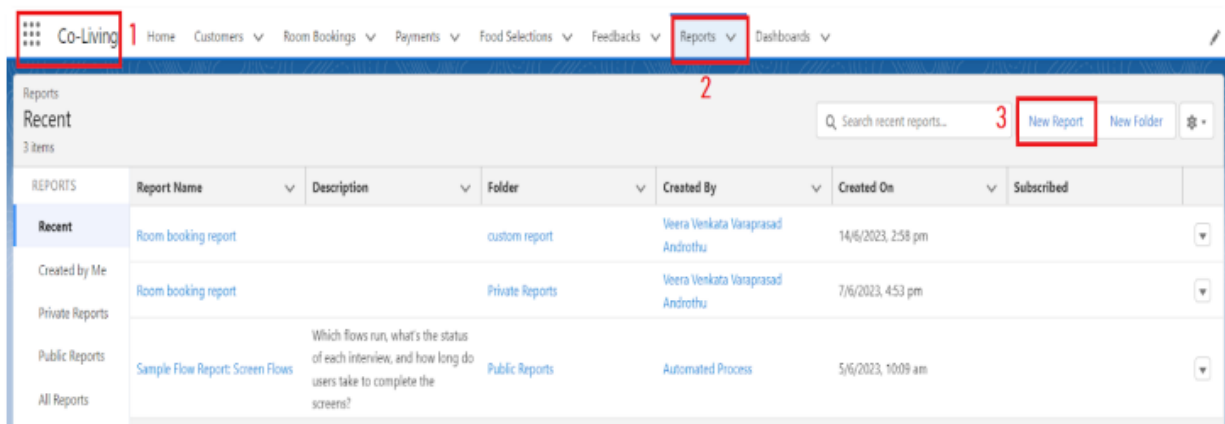 Co-Living 1 Home Customers Room Bookings Payments Food Selections Feedbacks Reports Dashboards
2
Reports
Recent
3 items
Search recent reports... 3 New Report New Folder
REPORTS Report Name Description Folder Created By Created On Subscribed
Recent
Room booking report custom report Veera Venkata Varaprasad
Androthu 14/6/2023, 2:58 pm
Created by Me
Room booking report Private Reports Veera Venkata Varaprasad
Androthu 7/6/2023, 4:53 pm
Private Reports
Public Reports
All Reports
Sample Flow Report: Screen Flows
Which flows run, what's the status
of each interview, and how long do
users take to complete the
screens?
Public Reports Automated Process 5/6/2023, 10:09 am